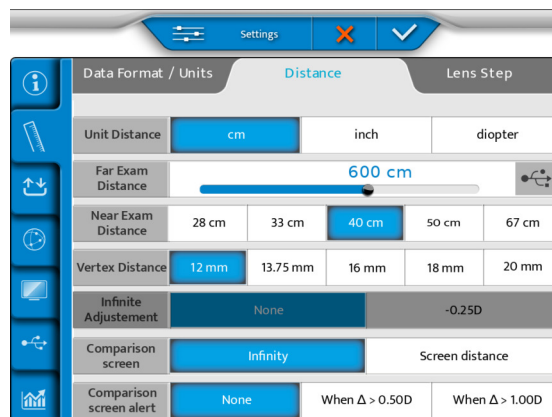 Settings
Data Format / Units Distance Lens Step
Unit Distance cm inch diopter
Far Exam Distance 600 cm
Near Exam Distance 28 cm 33 cm 40 cm 50 cm 67 cm
Vertex Distance 12 mm 13.75 mm 16 mm 18 mm 20 mm
Infinite Adjustement None -0.25D
Comparison screen Infinity Screen distance
Comparison screen alert None When Δ > 0.50D When Δ > 1.00D